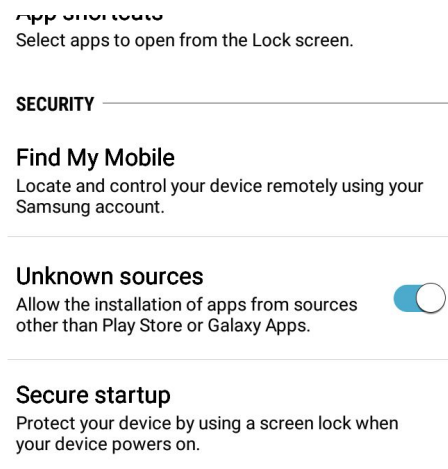 App shortcuts
Select apps to open from the Lock screen.
SECURITY
Find My Mobile
Locate and control your device remotely using your
Samsung account.
Unknown sources
Allow the installation of apps from sources
other than Play Store or Galaxy Apps.
Secure startup
Protect your device by using a screen lock when
your device powers on.